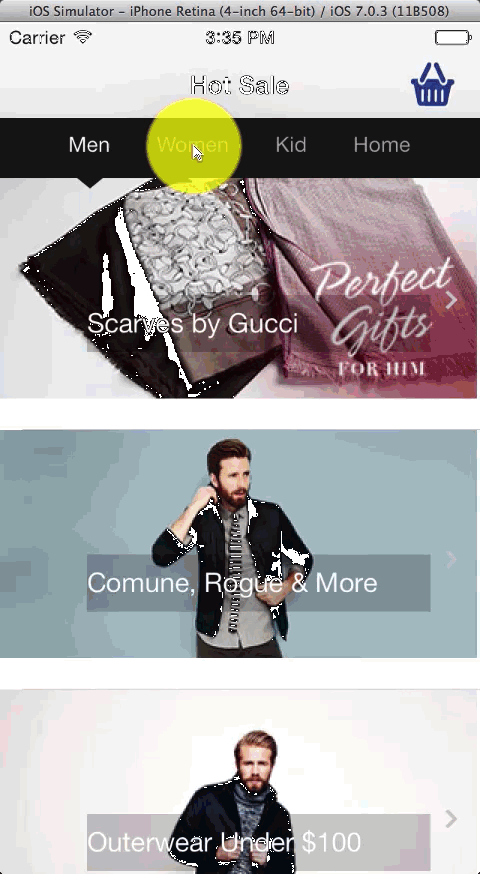 iOS Simulator - iPhone Retina (4-inch 64-bit) / iOS 7.0.3 (11B508)
Carrier 3:35 PM
Hot Sale
Men Women Kid Home
Perfect
Gifts
FOR HIM
Scarves by Gucci
Comune, Rogue & More
Outerwear Under $100